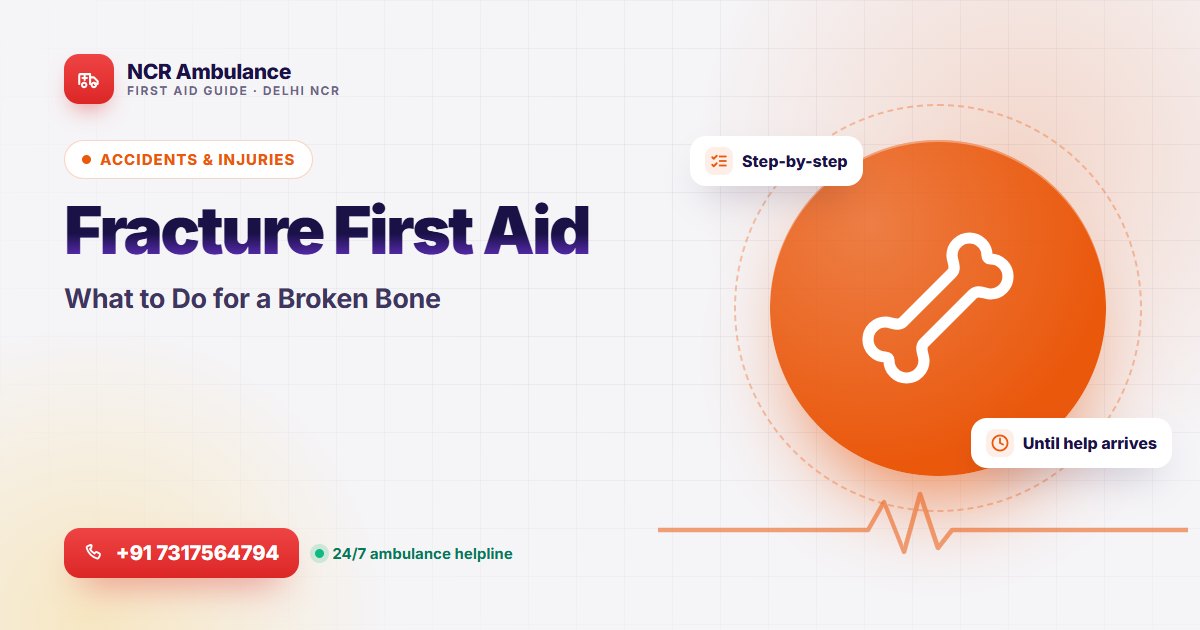 NCR Ambulance
FIRST AID GUIDE · DELHI NCR
ACCIDENTS & INJURIES
Fracture First Aid
What to Do for a Broken Bone
Step-by-step
Until help arrives
+91 7317564794
24/7 ambulance helpline